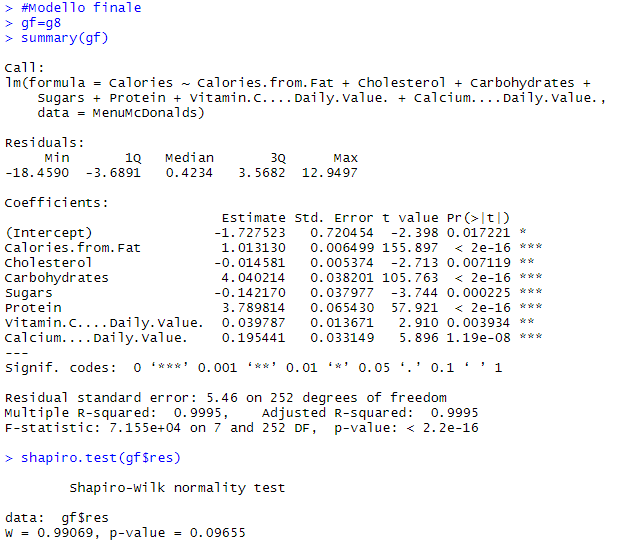 > #Modello finale
> gf=g8
> summary(gf)
Call:
lm(formula = Calories ~ Calories.from.Fat + Cholesterol + Carbohydrates +
    Sugars + Protein + Vitamin.C....Daily.Value. + Calcium....Daily.Value.,
    data = MenuMcDonalds)
Residuals:
     Min       1Q   Median       3Q      Max
-18.4590  -3.6891   0.4234   3.5682  12.9497
Coefficients:
                          Estimate Std. Error t value Pr(>|t|)
(Intercept)              -1.727523   0.720454  -2.398 0.017221 *
Calories.from.Fat         1.013130   0.006499 155.897  < 2e-16 ***
Cholesterol              -0.014581   0.005374  -2.713 0.007119 **
Carbohydrates             4.040214   0.038201 105.763  < 2e-16 ***
Sugars                   -0.142170   0.037977  -3.744 0.000225 ***
Protein                   3.789814   0.065430  57.921  < 2e-16 ***
Vitamin.C....Daily.Value. 0.039787   0.013671   2.910 0.003934 **
Calcium....Daily.Value.   0.195441   0.033149   5.896 1.19e-08 ***
---
Signif. codes:  0 ‘***’ 0.001 ‘**’ 0.01 ‘*’ 0.05 ‘.’ 0.1 ‘ ’ 1
Residual standard error: 5.46 on 252 degrees of freedom
Multiple R-squared:  0.9995,    Adjusted R-squared:  0.9995
F-statistic: 7.155e+04 on 7 and 252 DF,  p-value: < 2.2e-16
> shapiro.test(gf$res)
        Shapiro-Wilk normality test
data:  gf$res
W = 0.99069, p-value = 0.09655